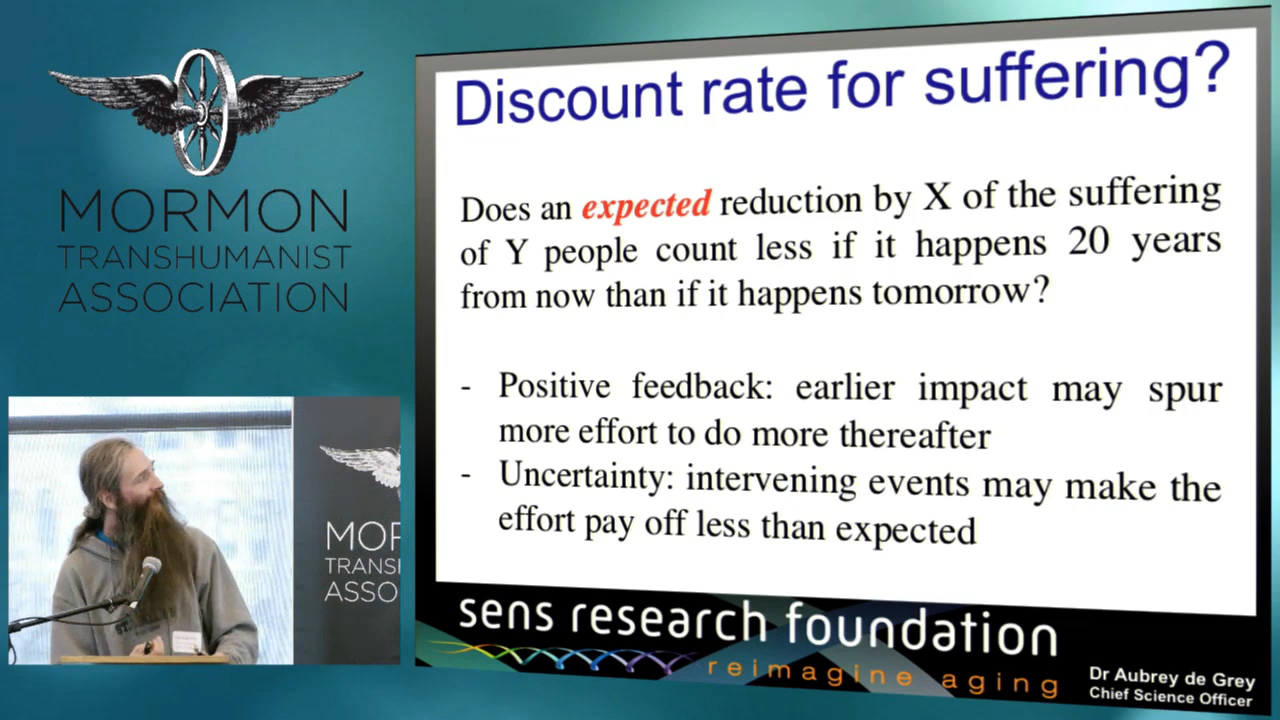 MORMON
TRANSHUMANIST
ASSOCIATION
Discount rate for suffering?
Does an expected reduction by X of the suffering
of Y people count less if it happens 20 years
from now than if it happens tomorrow?
- Positive feedback: earlier impact may spur
more effort to do more thereafter
- Uncertainty: intervening events may make the
effort pay off less than expected
sens research foundation
reimagine aging
Dr Aubrey de Grey
Chief Science Officer
MOR
TRANS
ASSO